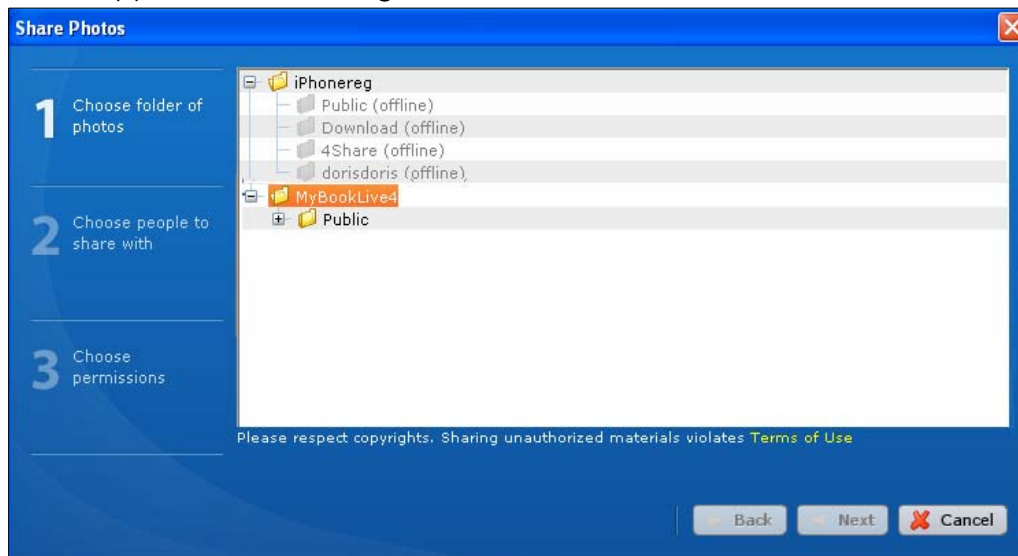 Share Photos
1 Choose folder of
photos
2 Choose people to
share with
3 Choose
permissions
iPhonereg
Public (offline)
Download (offline)
4Share (offline)
dorisdoris (offline)
MyBookLive4
Public
Please respect copyrights. Sharing unauthorized materials violates Terms of Use
Back Next Cancel